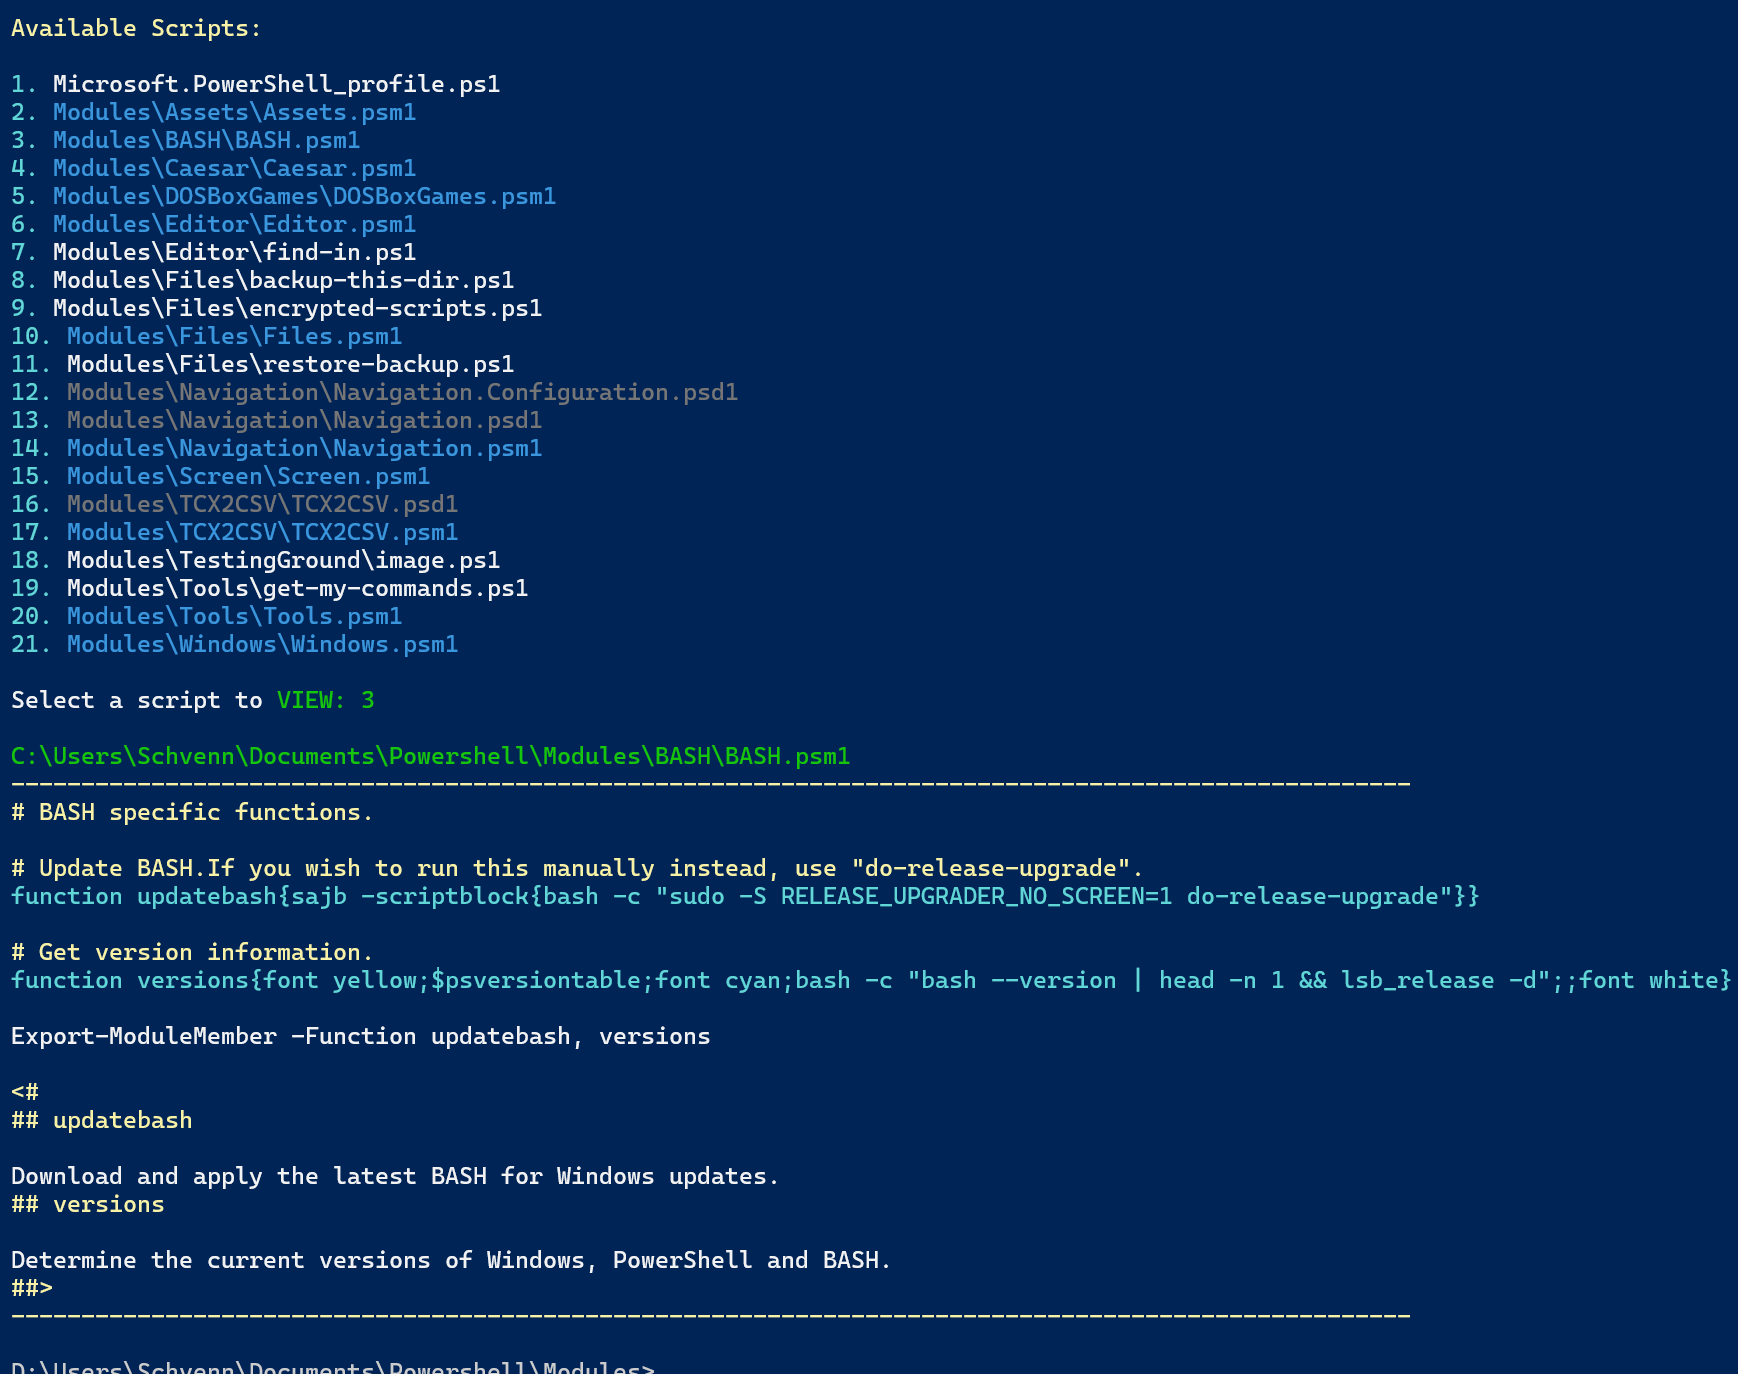 Available Scripts:
1. Microsoft.PowerShell_profile.ps1
2. Modules\Assets\Assets.psm1
3. Modules\BASH\BASH.psm1
4. Modules\Caesar\Caesar.psm1
5. Modules\DOSBoxGames\DOSBoxGames.psm1
6. Modules\Editor\Editor.psm1
7. Modules\Editor\find-in.ps1
8. Modules\Files\backup-this-dir.ps1
9. Modules\Files\encrypted-scripts.ps1
10. Modules\Files\Files.psm1
11. Modules\Files\restore-backup.ps1
12. Modules\Navigation\Navigation.Configuration.psd1
13. Modules\Navigation\Navigation.psd1
14. Modules\Navigation\Navigation.psm1
15. Modules\Screen\Screen.psm1
16. Modules\TCX2CSV\TCX2CSV.psd1
17. Modules\TCX2CSV\TCX2CSV.psm1
18. Modules\TestingGround\image.ps1
19. Modules\Tools\get-my-commands.ps1
20. Modules\Tools\Tools.psm1
21. Modules\Windows\Windows.psm1
Select a script to VIEW: 3
C:\Users\Schvenn\Documents\Powershell\Modules\BASH\BASH.psm1
----------------------------------------------------------------------------------------------------
# BASH specific functions.
# Update BASH.If you wish to run this manually instead, use "do-release-upgrade".
function updatebash{sajb -scriptblock{bash -c "sudo -S RELEASE_UPGRADER_NO_SCREEN=1 do-release-upgrade"}}
# Get version information.
function versions{font yellow;$psversiontable;font cyan;bash -c "bash --version | head -n 1 && lsb_release -d";;font white}
Export-ModuleMember -Function updatebash, versions
<#
## updatebash
Download and apply the latest BASH for Windows updates.
## versions
Determine the current versions of Windows, PowerShell and BASH.
##>
----------------------------------------------------------------------------------------------------
D:\Users\Schvenn\Documents\Powershell\Modules>